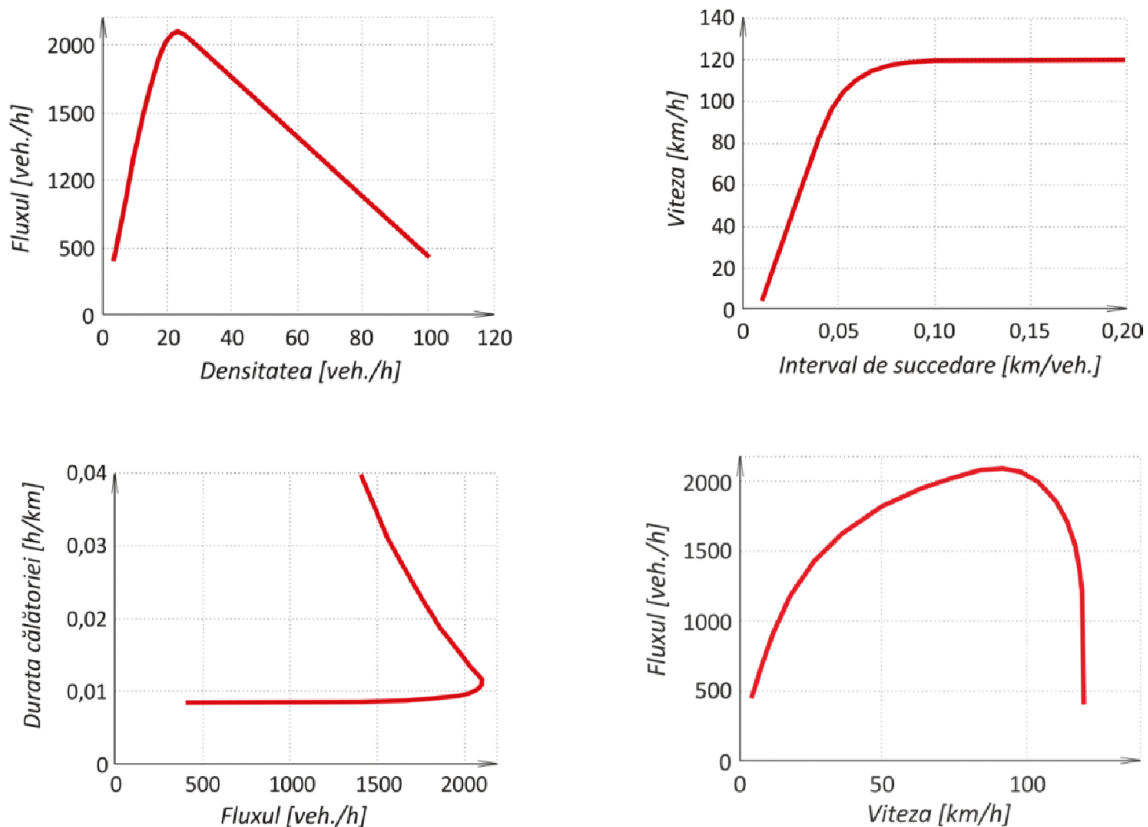 Fluxul [veh./h]
2000
1500
1200
500
0
0 20 40 60 80 100 120
Densitatea [veh./h]
Viteza [km/h]
140
120
100
80
60
40
20
0
0 0,05 0,10 0,15 0,20
Interval de succedare [km/veh.]
Durata călătoriei [h/km]
0,04
0,03
0,02
0,01
0
0 500 1000 1500 2000
Fluxul [veh./h]
Fluxul [veh./h]
2000
1500
1000
500
0
0 50 100
Viteza [km/h]